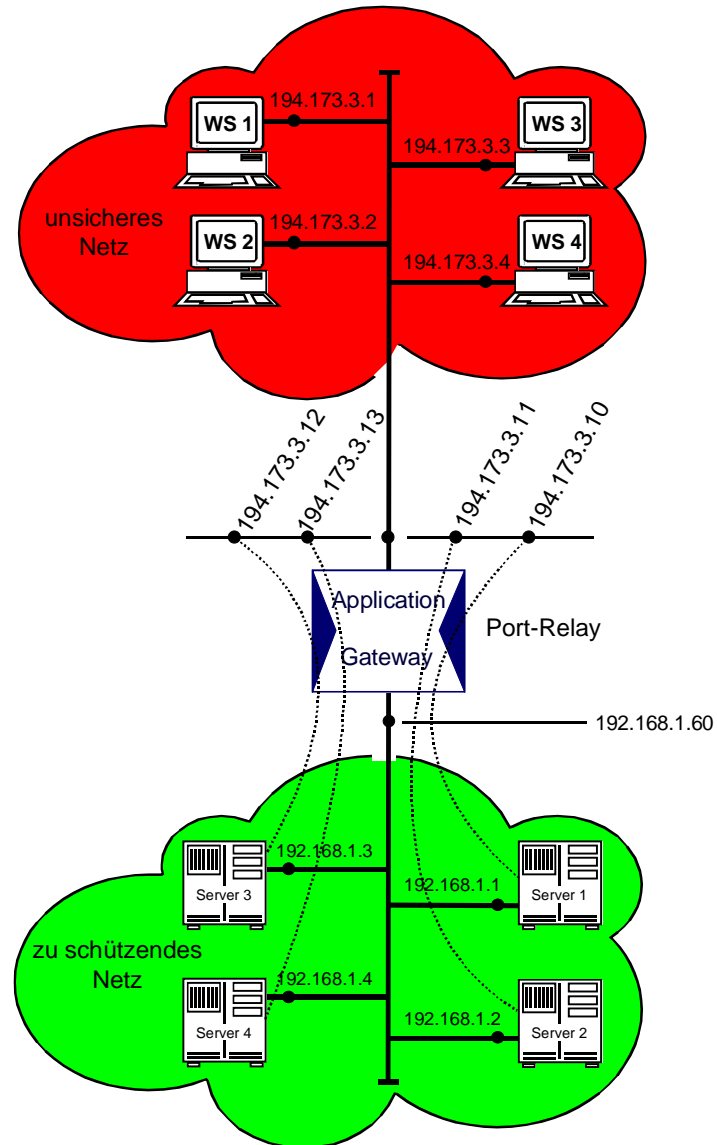 194.173.3.1
WS 1
WS 3
194.173.3.3
unsicheres
Netz
194.173.3.2
WS 2
WS 4
194.173.3.4
194.173.3.12
194.173.3.13
194.173.3.11
194.173.3.10
Application
Gateway
Port-Relay
192.168.1.60
192.168.1.3
Server 3
192.168.1.1
Server 1
zu schützendes
Netz
192.168.1.4
Server 4
192.168.1.2
Server 2